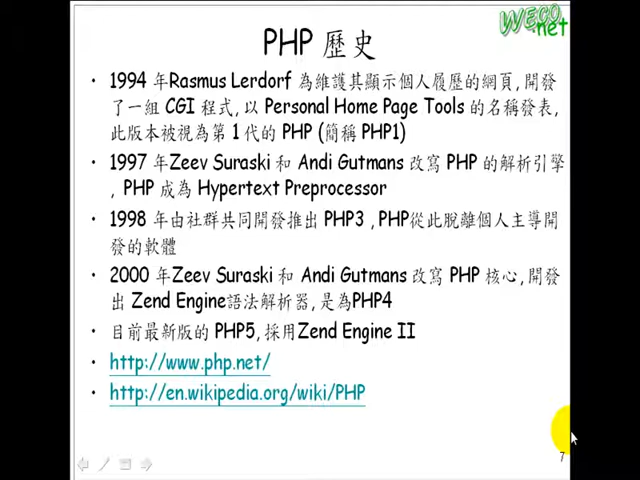 WECO.net
PHP 歷史
• 1994 年Rasmus Lerdorf 為維護其顯示個人履歷的網頁, 開發
了一組 CGI 程式, 以 Personal Home Page Tools 的名稱發表,
此版本被視為第 1 代的 PHP (簡稱 PHP1)
• 1997 年Zeev Suraski 和 Andi Gutmans 改寫 PHP 的解析引擎
, PHP 成為 Hypertext Preprocessor
• 1998 年由社群共同開發推出 PHP3 ,PHP從此脫離個人主導開
發的軟體
• 2000 年Zeev Suraski 和 Andi Gutmans 改寫 PHP 核心, 開發
出 Zend Engine語法解析器, 是為PHP4
• 目前最新版的 PHP5, 採用Zend Engine II
• http://www.php.net/
• http://en.wikipedia.org/wiki/PHP
7